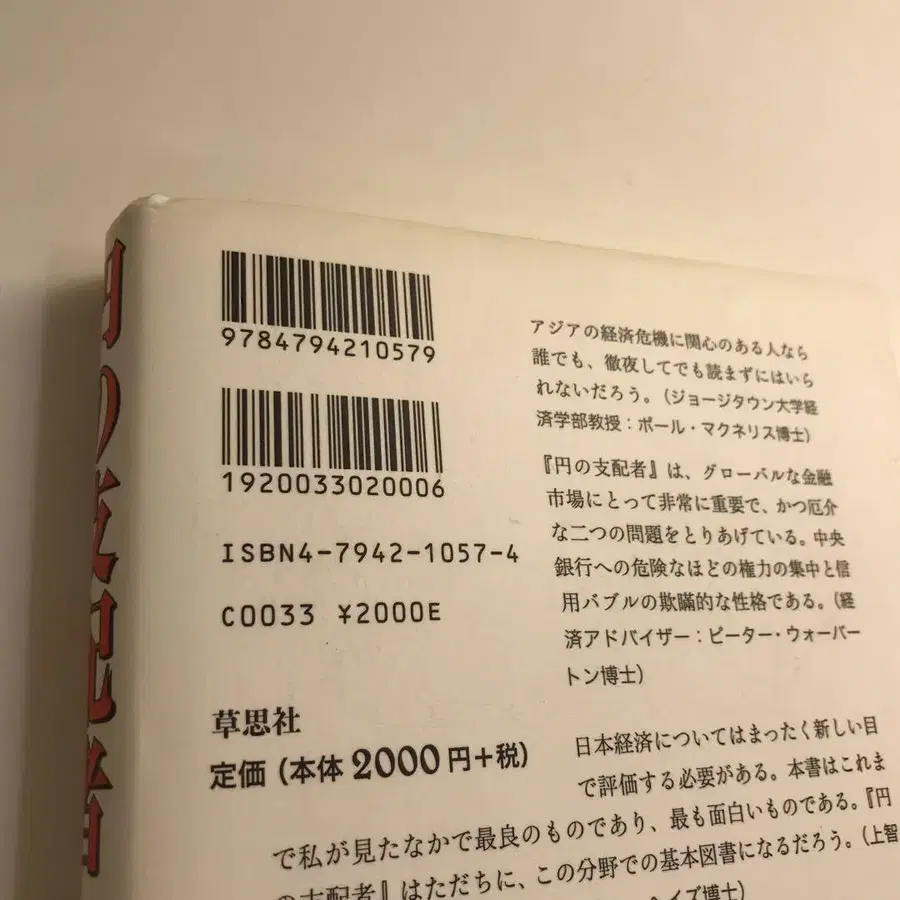 円の支配者
9784794210579
1920033020006
ISBN4-7942-1057-4
C0033 ¥2000E
草思社
定価（本体2000円+税）
アジアの経済危機に関心のある人なら
誰でも、徹夜してでも読まずにはいら
れないだろう。（ジョージタウン大学経
済学部教授：ポール・マクネリス博士）
『円の支配者』は、グローバルな金融
市場にとって非常に重要で、かつ厄介
な二つの問題をとりあげている。中央
銀行への危険なほどの権力の集中と信
用バブルの欺瞞的な性格である。（経
済アドバイザー：ピーター・ウォーバー
トン博士）
日本経済についてはまったく新しい目
で評価する必要がある。本書はこれま
で私が見たなかで最良のものであり、最も面白いものである。『円
の支配者』はただちに、この分野での基本図書になるだろう。（上智
ヘイズ博士）